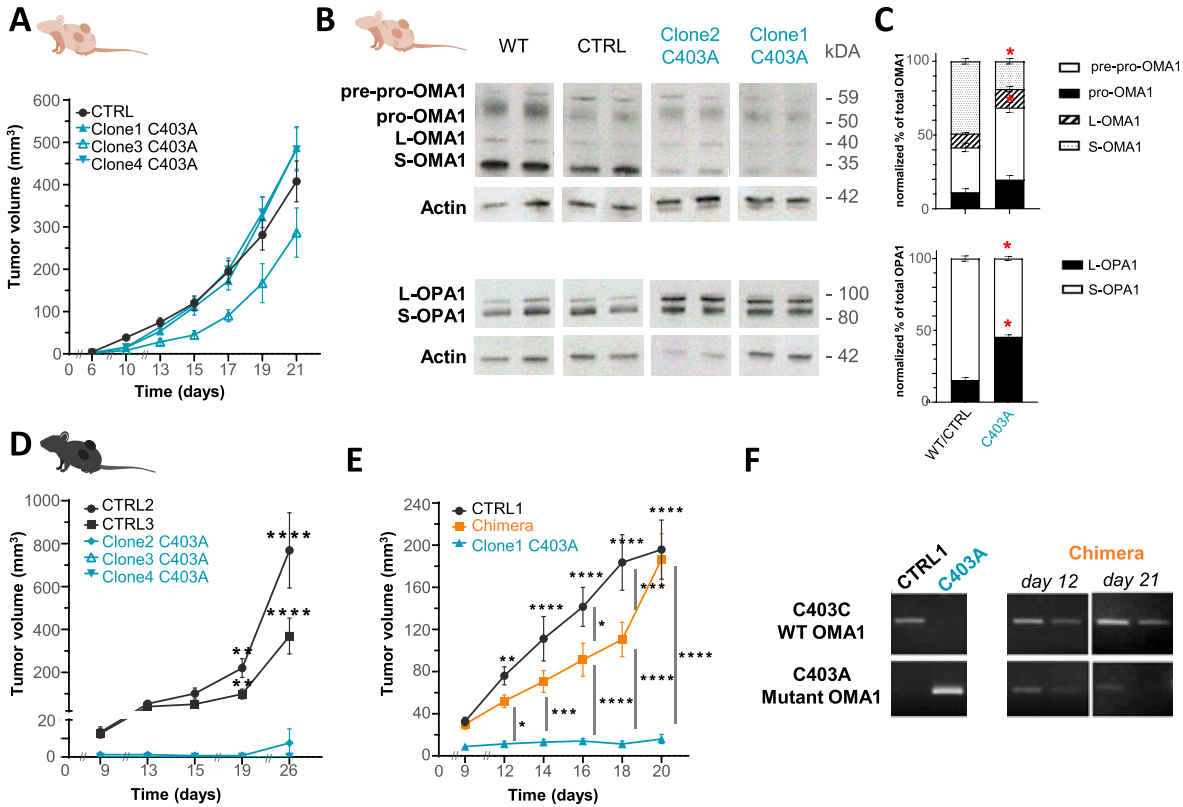 A
600
500
400
300
200
100
0
Tumor volume (mm³)
CTRL
Clone1 C403A
Clone3 C403A
Clone4 C403A
0 // 6 // 10 // 13 15 17 19 21
Time (days)
B
WT CTRL Clone2 C403A Clone1 C403A kDA
pre-pro-OMA1 - 59
pro-OMA1 - 50
L-OMA1 - 40
S-OMA1 - 35
Actin - 42
L-OPA1 - 100
S-OPA1 - 80
Actin - 42
C
normalized % of total OMA1
100
50
0
*
*
pre-pro-OMA1
pro-OMA1
L-OMA1
S-OMA1
normalized % of total OPA1
100
50
0
*
*
L-OPA1
S-OPA1
WT/CTRL C403A
D
1000
800
600
400
200
20
0
Tumor volume (mm³)
CTRL2
CTRL3
Clone2 C403A
Clone3 C403A
Clone4 C403A
****
****
**
**
0 // 9 // 13 15 // 19 // 26
Time (days)
E
240
200
160
120
80
40
0
Tumor volume (mm³)
CTRL1
Chimera
Clone1 C403A
** **** **** **** ****
* ***
* *** **** **** ****
0 // 9 // 12 14 16 18 20
Time (days)
F
CTRL1 C403A
Chimera
day 12 day 21
C403C
WT OMA1
C403A
Mutant OMA1